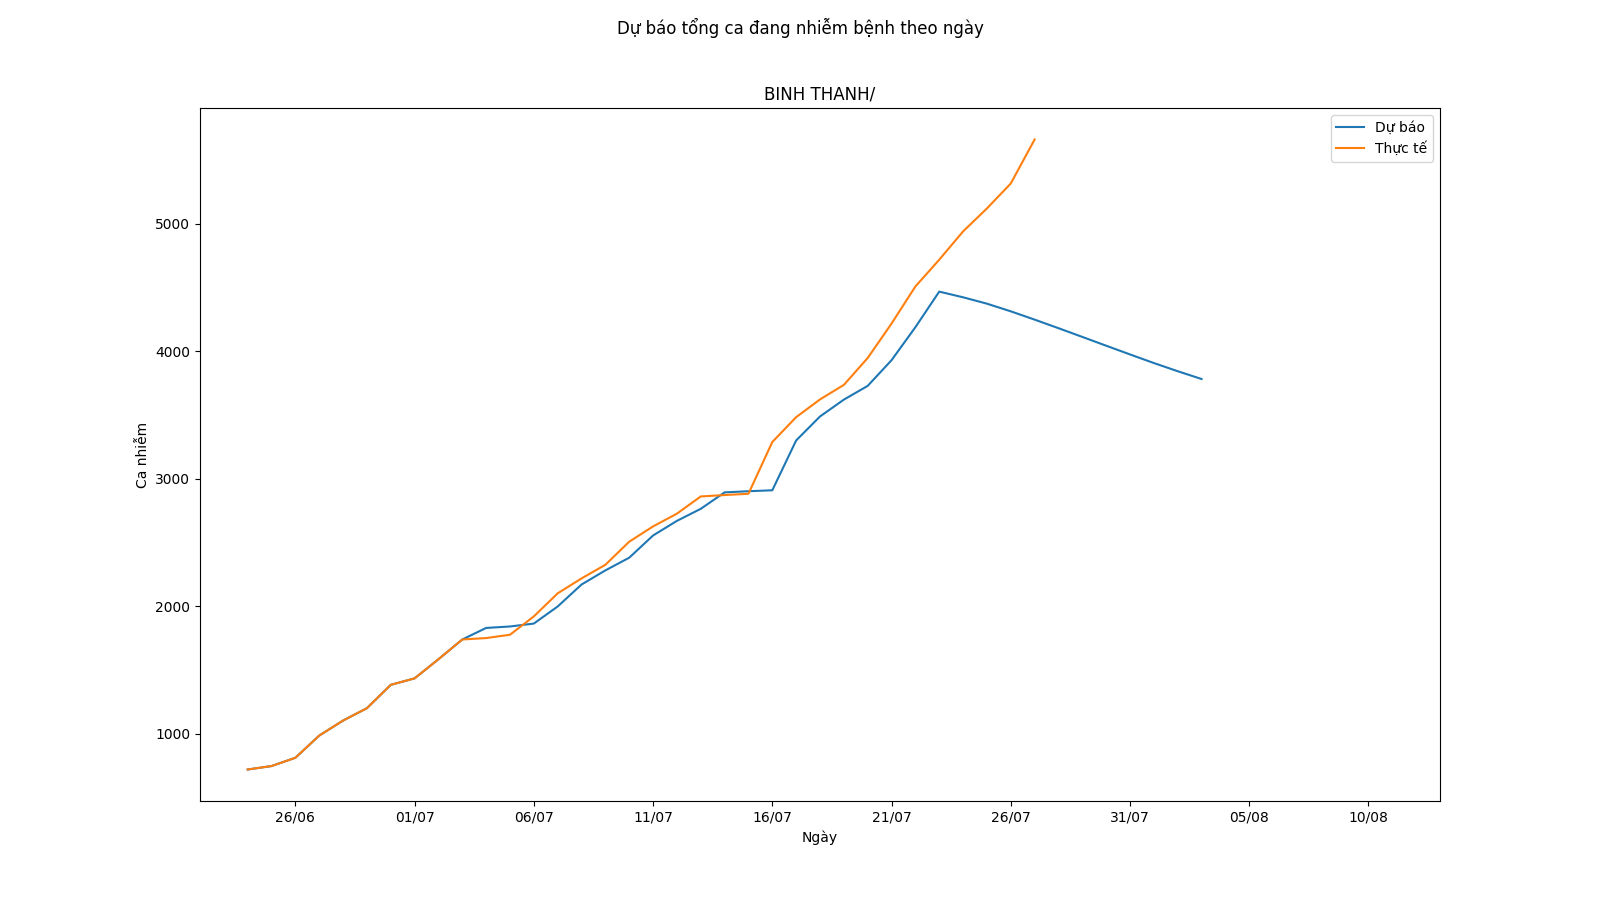 Dự báo tổng ca đang nhiễm bệnh theo ngày
BINH THANH/
Dự báo
Thực tế
5000
4000
3000
2000
1000
Ca nhiễm
26/06 01/07 06/07 11/07 16/07 21/07 26/07 31/07 05/08 10/08
Ngày